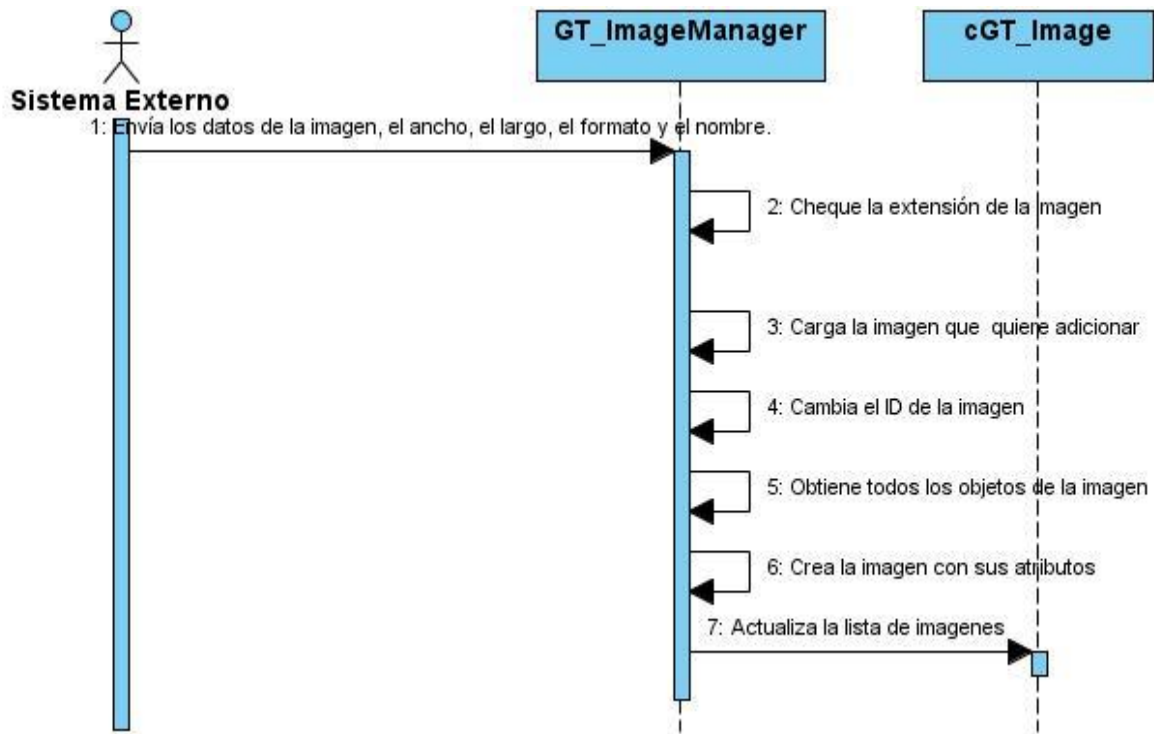 GT_ImageManager
cGT_Image
Sistema Externo
1: Envía los datos de la imagen, el ancho, el largo, el formato y el nombre.
2: Cheque la extensión de la imagen
3: Carga la imagen que quiere adicionar
4: Cambia el ID de la imagen
5: Obtiene todos los objetos de la imagen
6: Crea la imagen con sus atributos
7: Actualiza la lista de imagenes